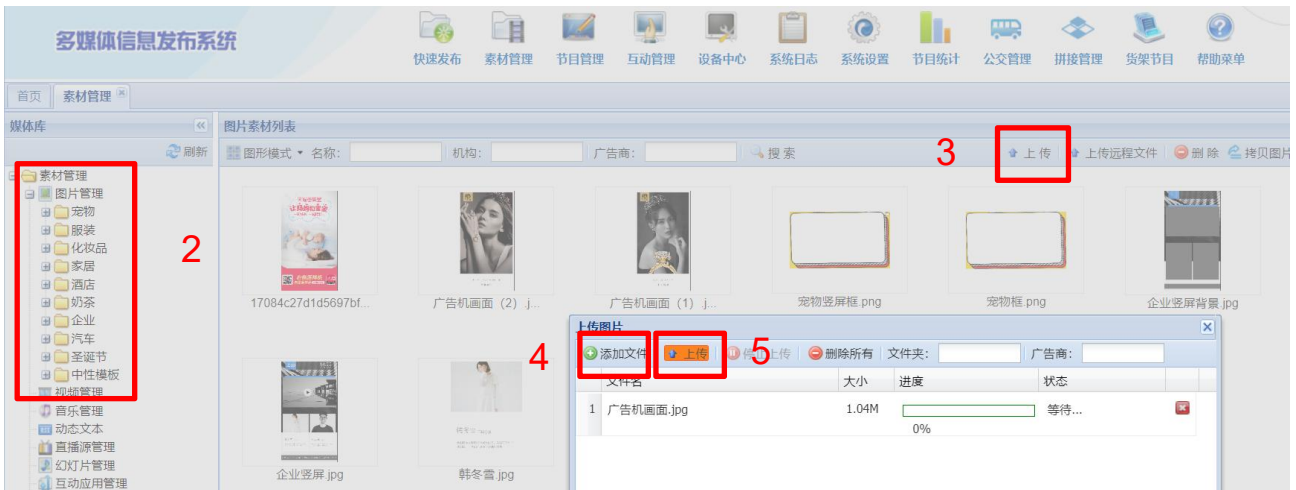 多媒体信息发布系统
快速发布 素材管理 节目管理 互动管理 设备中心 系统日志 系统设置 节目统计 公交管理 拼接管理 货架节目 帮助菜单
首页 素材管理
媒体库 图片素材列表
刷新 图形模式 名称: 机构: 广告商: 搜索 3 上传 上传远程文件 删除 拷贝图片
素材管理
图片管理
宠物
服装
2
化妆品
家居
酒店
奶茶
企业
汽车
圣诞节
中性模板
视频管理
音乐管理
动态文本
直播源管理
幻灯片管理
互动应用管理
17084c27d1d5697bf... 广告机画面 (2) .j... 广告机画面 (1) .j... 宠物竖屏框.png 宠物框.png 企业竖屏背景.jpg
企业竖屏.jpg 韩冬雪.jpg
上传图片
4 添加文件 上传 5 停止上传 删除所有 文件夹: 广告商:
文件名 大小 进度 状态
1 广告机画面.jpg 1.04M 等待...
0%